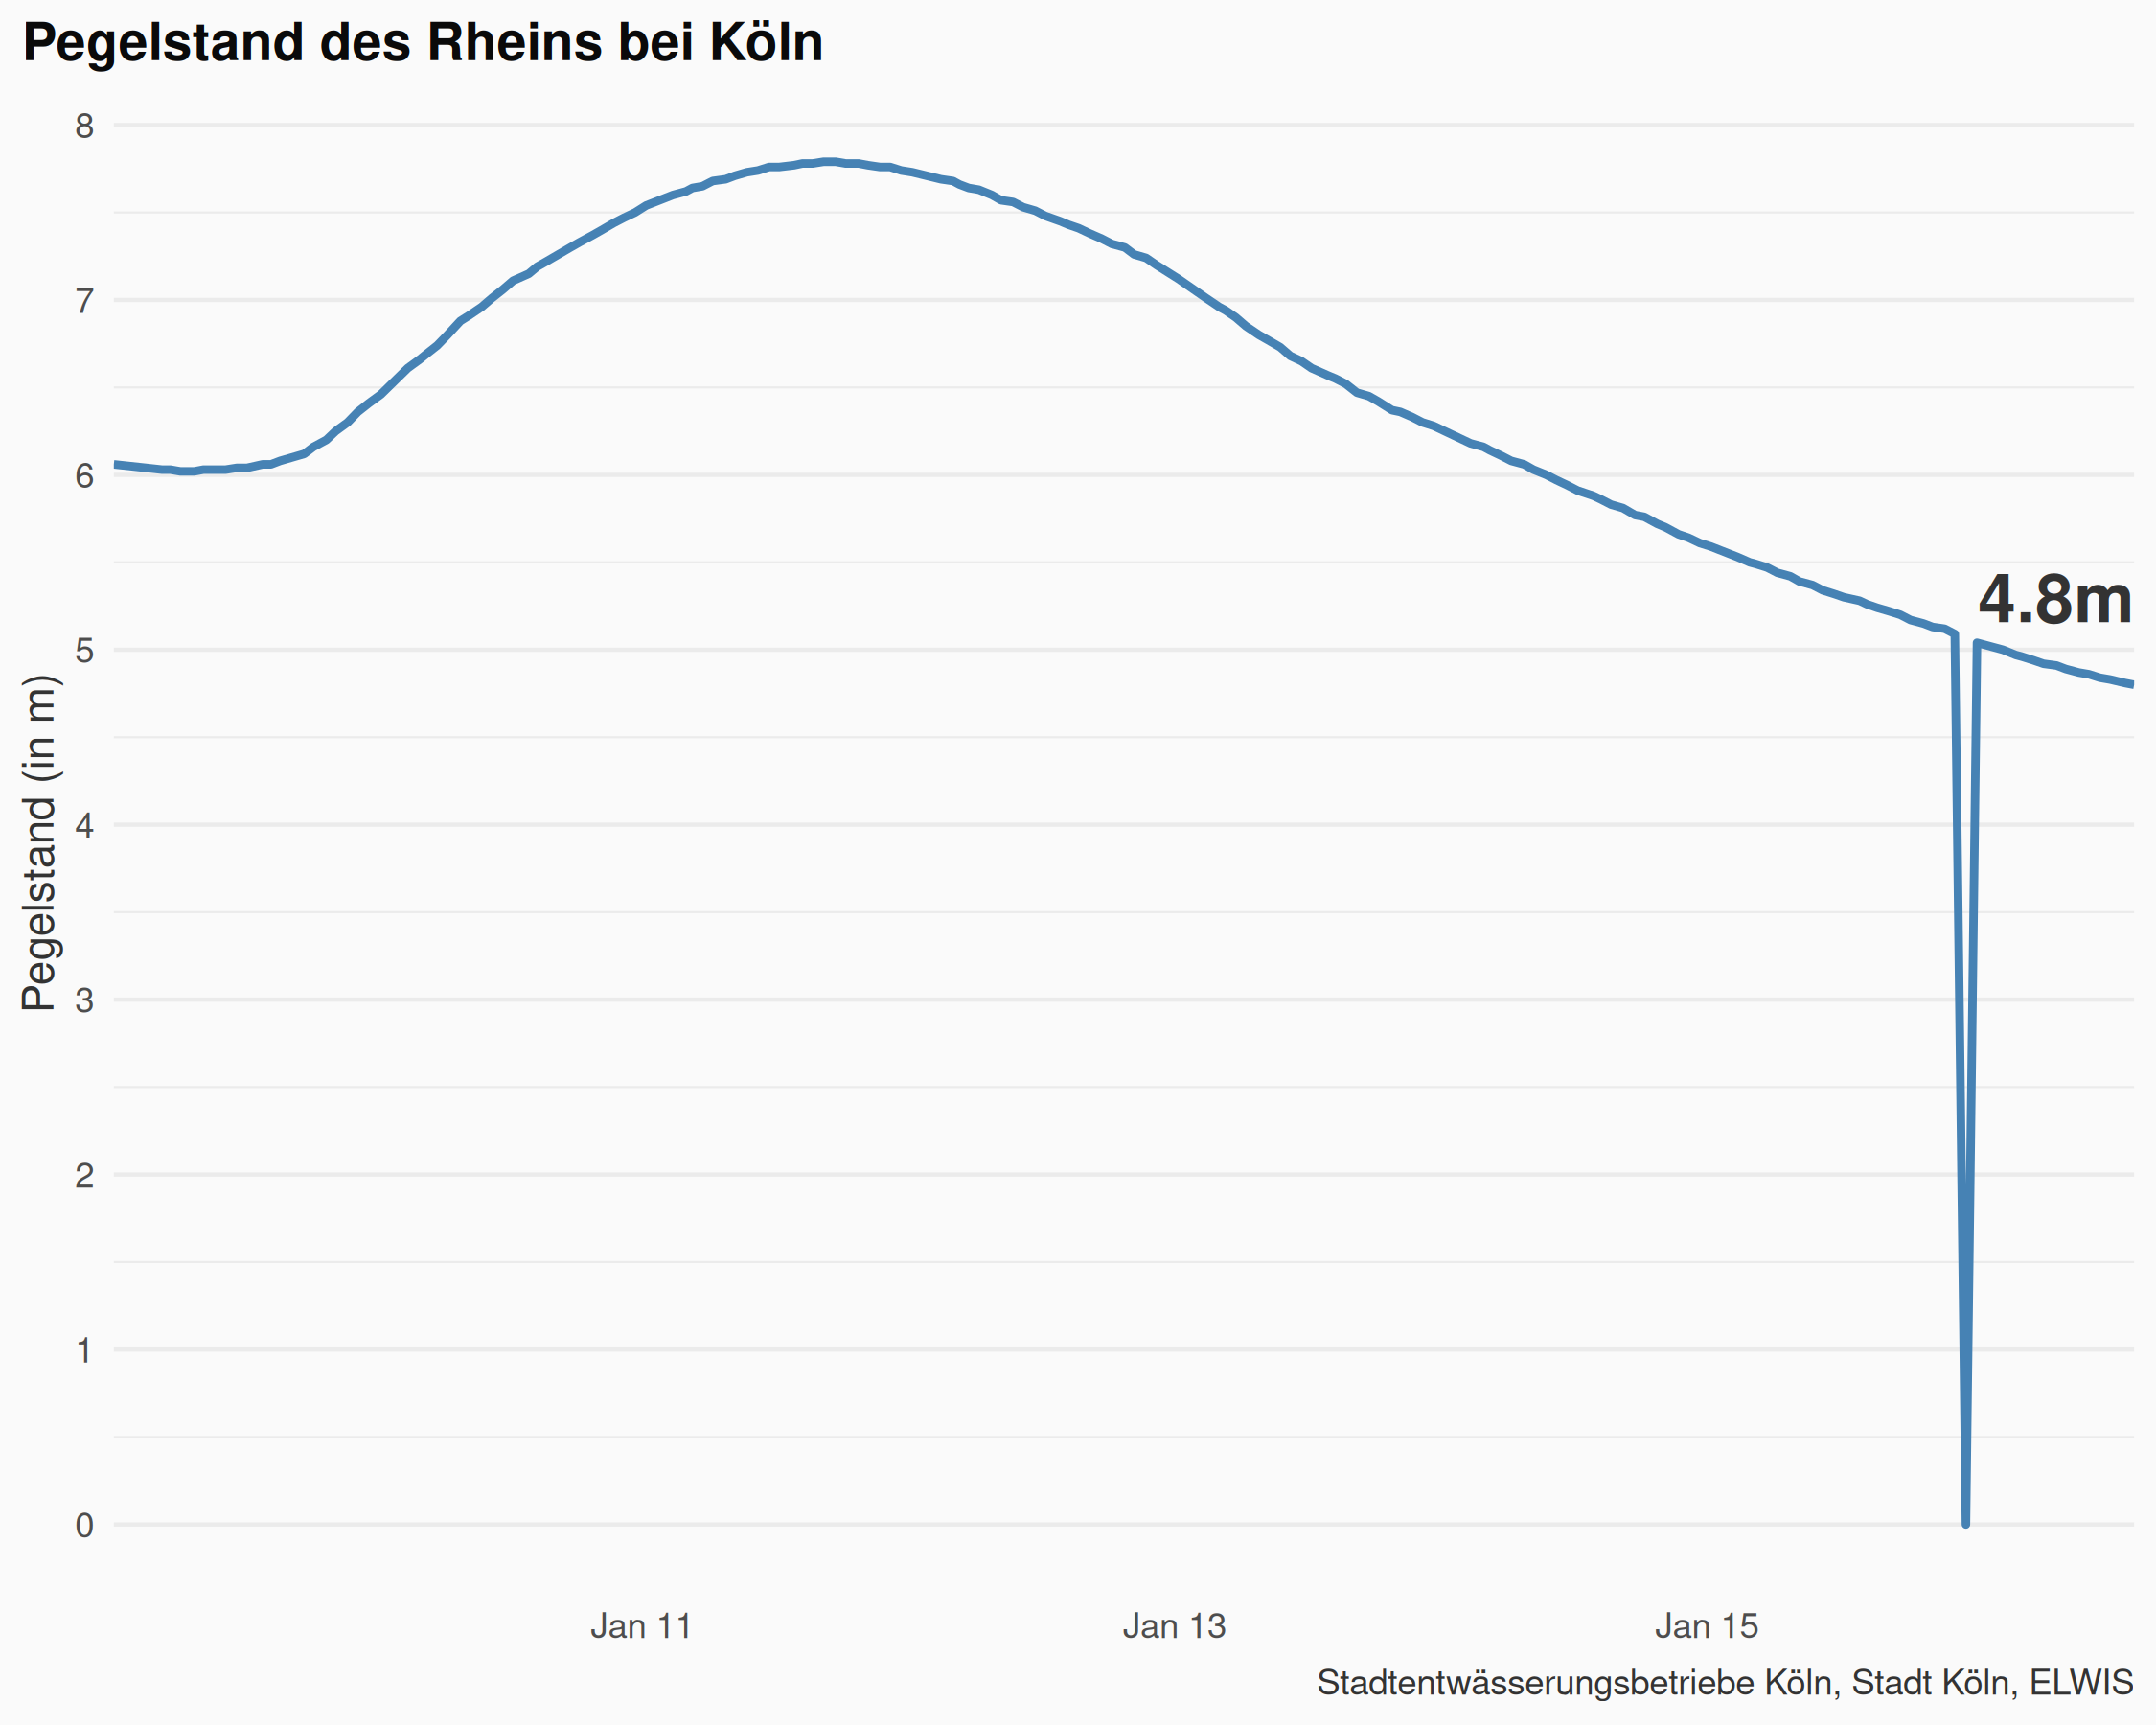 Pegelstand des Rheins bei Köln
8
7
6
5
4
3
2
1
0
Pegelstand (in m)
4.8m
Jan 11
Jan 13
Jan 15
Stadtentwässerungsbetriebe Köln, Stadt Köln, ELWIS